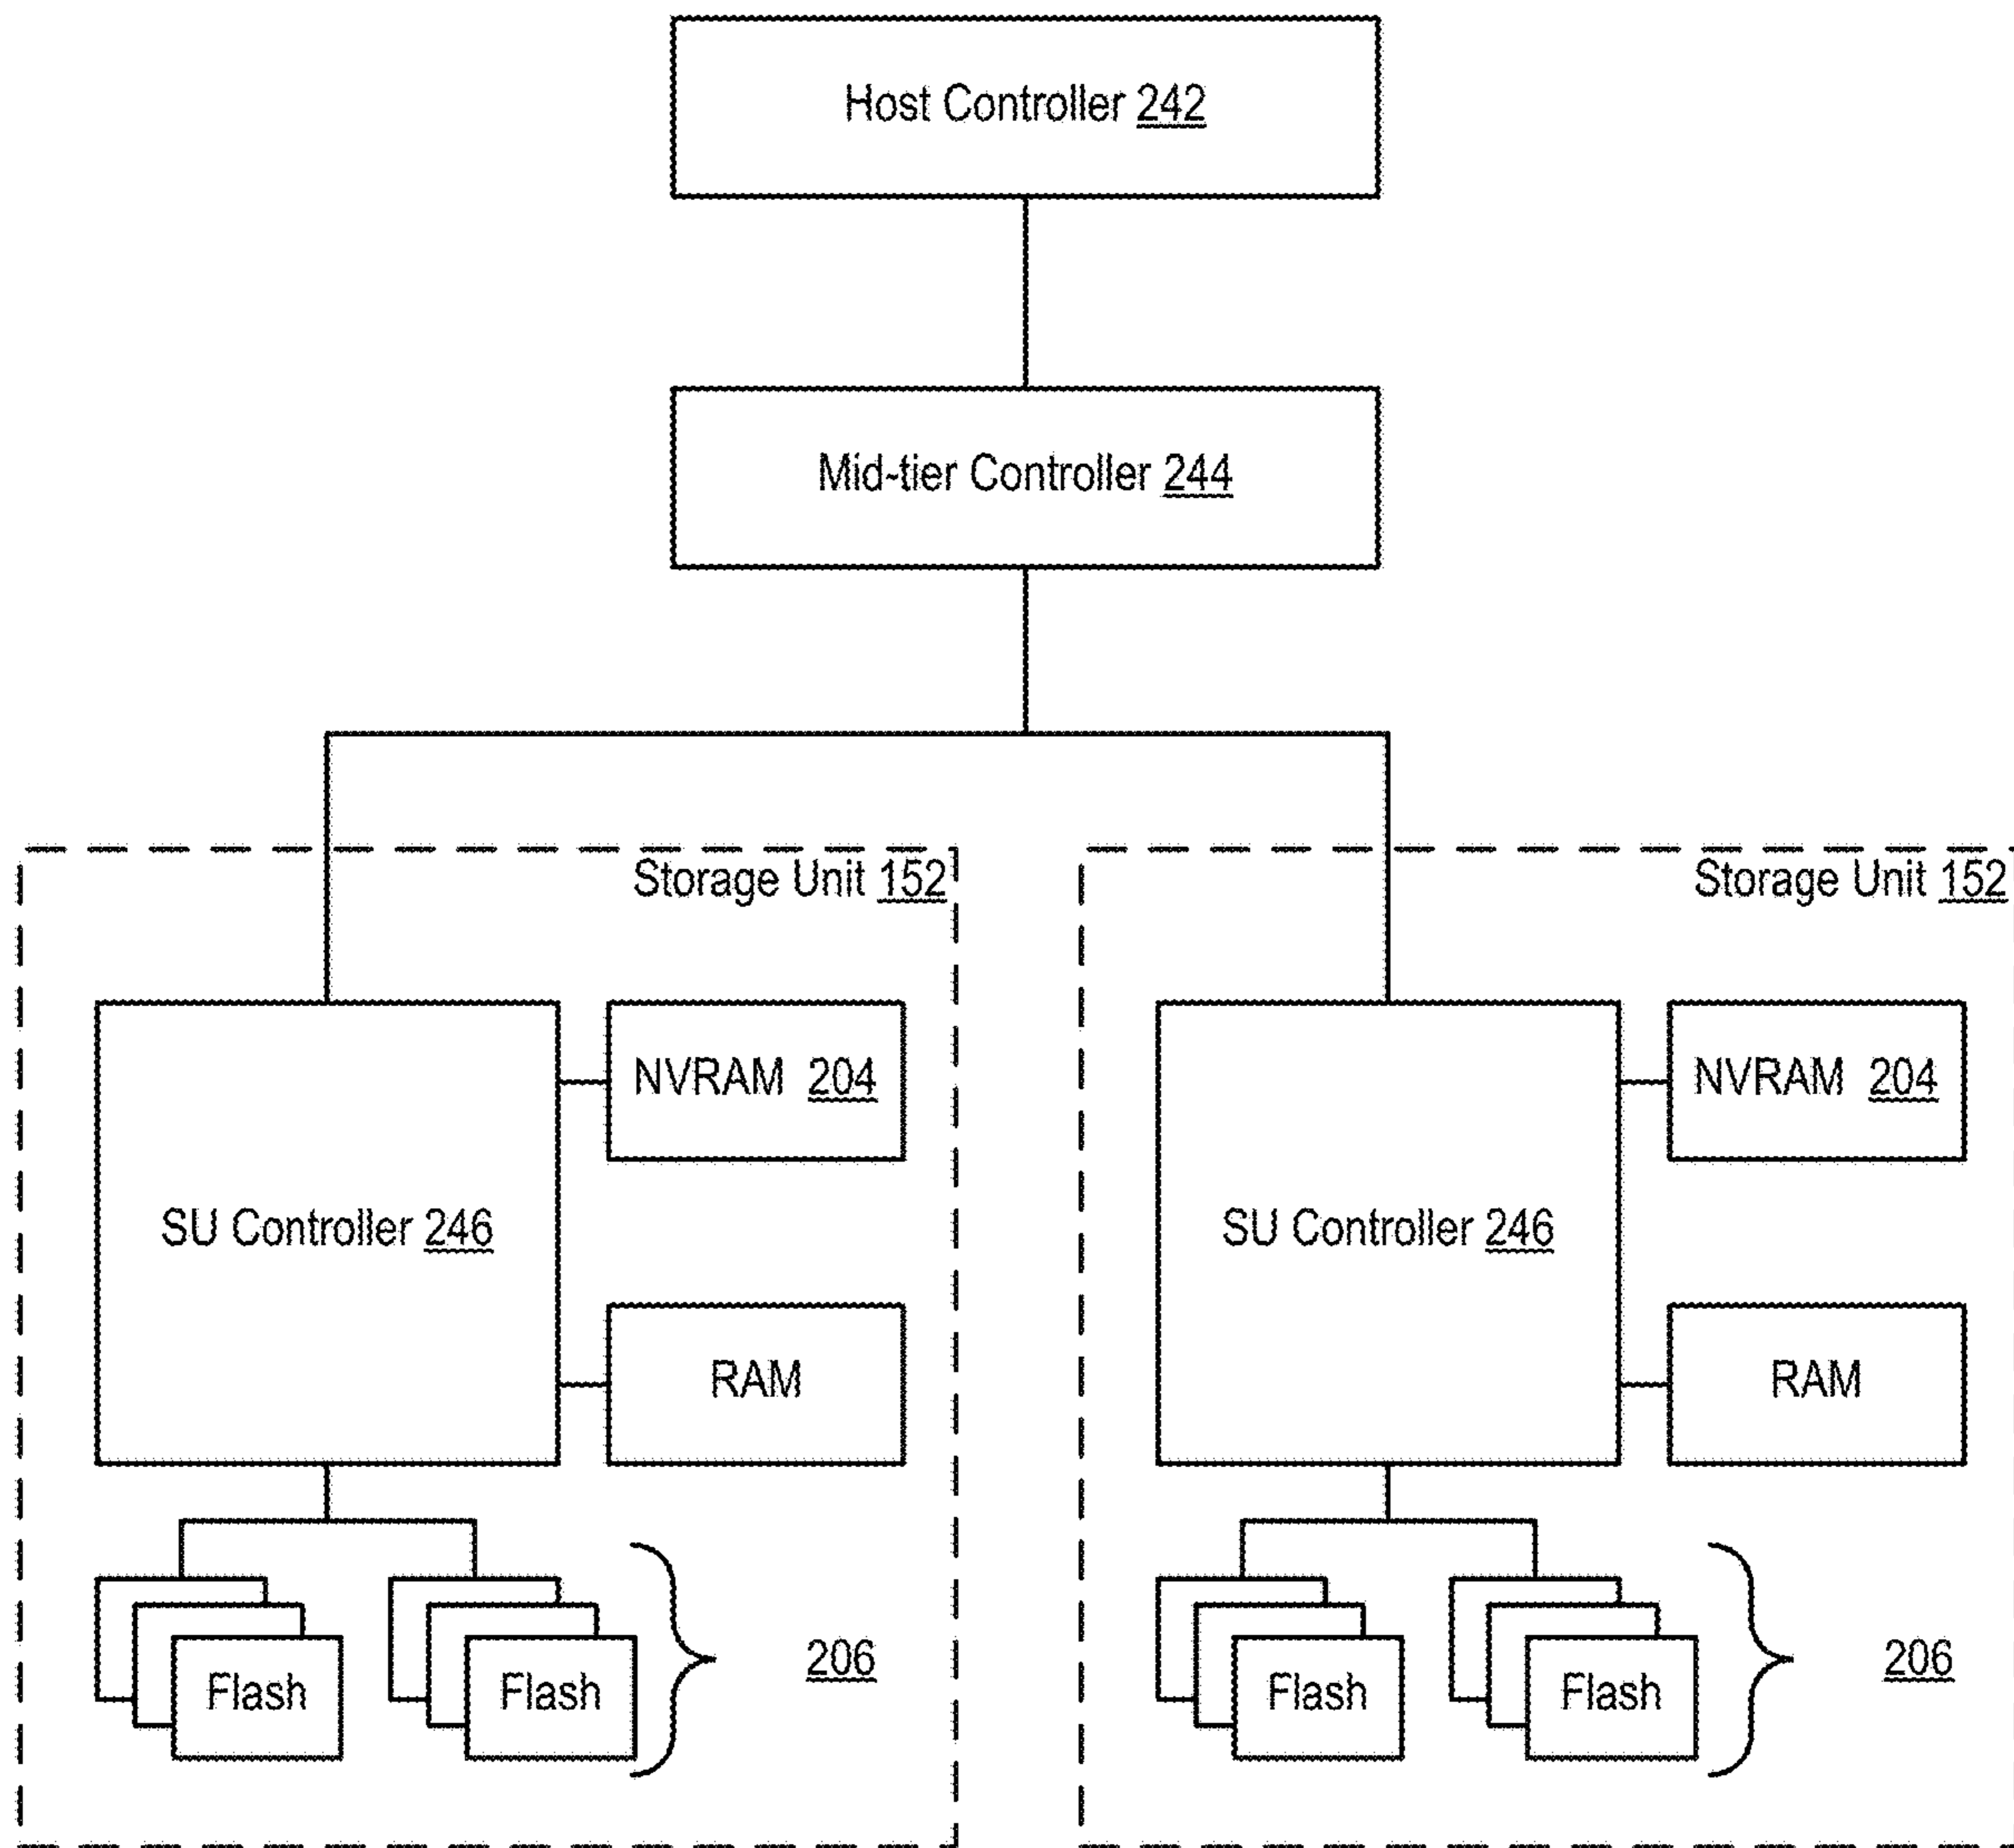 Host Controller 242
Mid-tier Controller 244
Storage Unit 152
SU Controller 246
NVRAM 204
RAM
Flash
Flash
206
Storage Unit 152
SU Controller 246
NVRAM 204
RAM
Flash
Flash
206